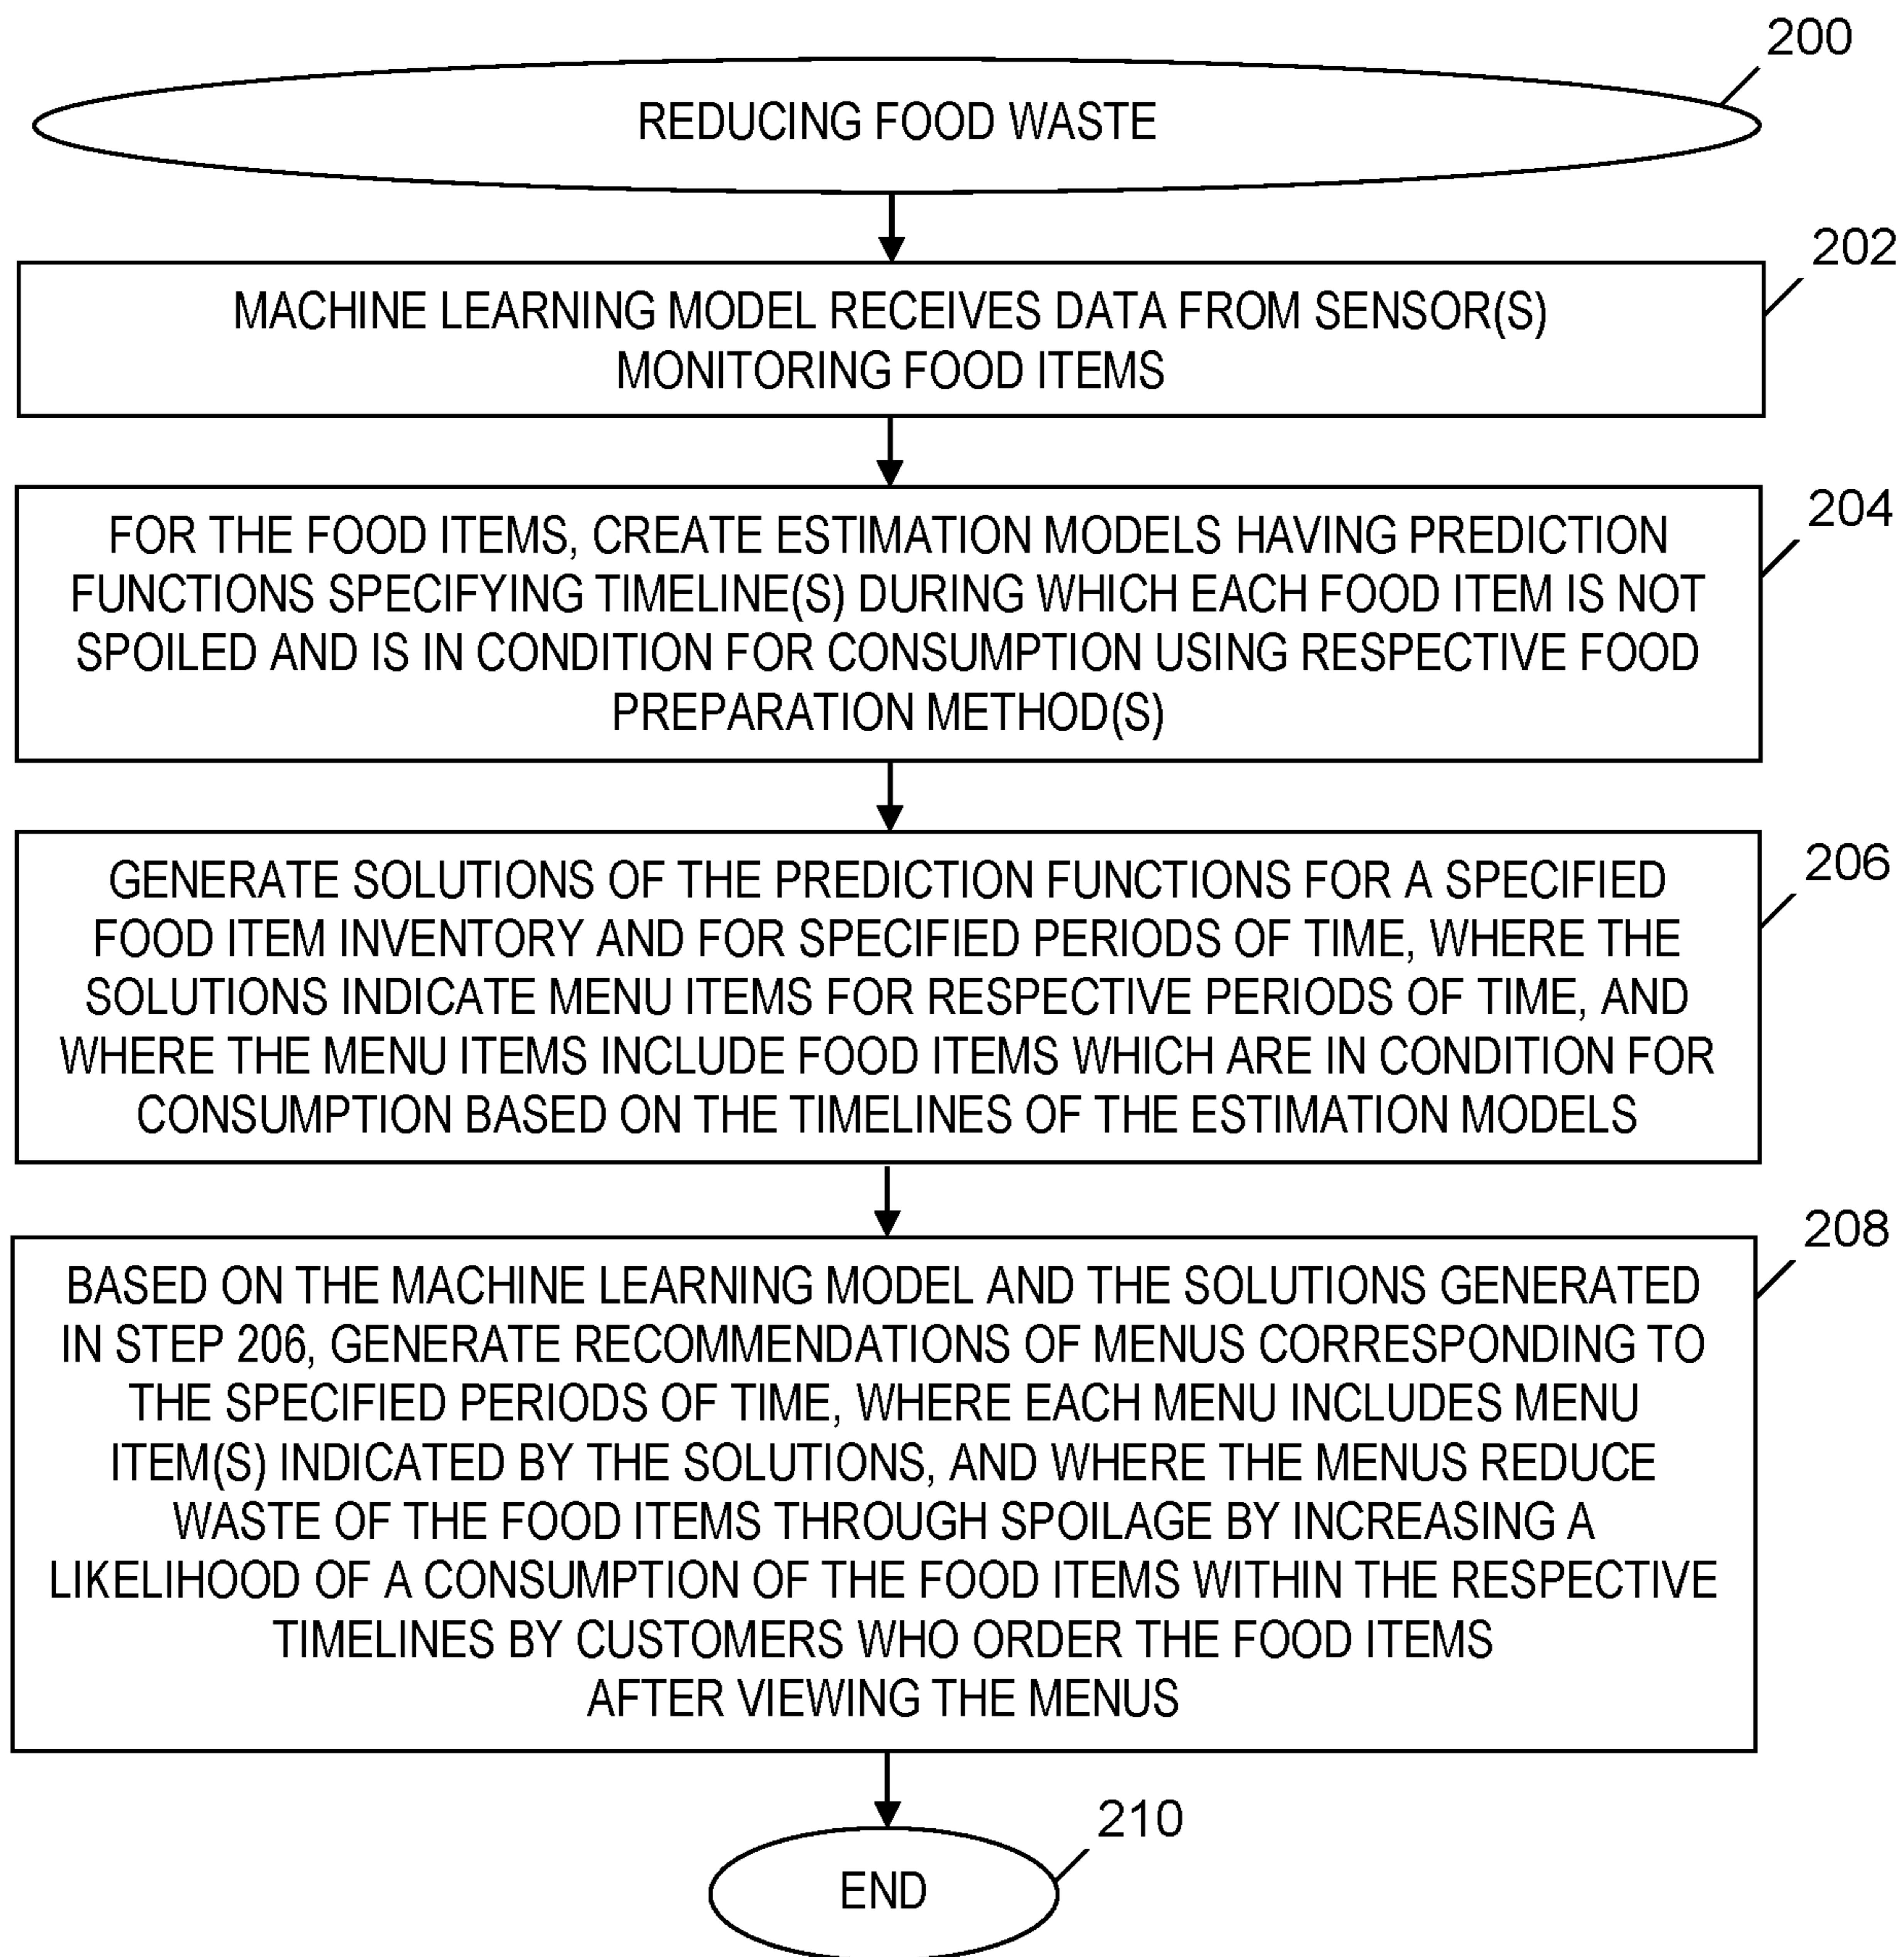 200
REDUCING FOOD WASTE
202
MACHINE LEARNING MODEL RECEIVES DATA FROM SENSOR(S)
MONITORING FOOD ITEMS
204
FOR THE FOOD ITEMS, CREATE ESTIMATION MODELS HAVING PREDICTION
FUNCTIONS SPECIFYING TIMELINE(S) DURING WHICH EACH FOOD ITEM IS NOT
SPOILED AND IS IN CONDITION FOR CONSUMPTION USING RESPECTIVE FOOD
PREPARATION METHOD(S)
206
GENERATE SOLUTIONS OF THE PREDICTION FUNCTIONS FOR A SPECIFIED
FOOD ITEM INVENTORY AND FOR SPECIFIED PERIODS OF TIME, WHERE THE
SOLUTIONS INDICATE MENU ITEMS FOR RESPECTIVE PERIODS OF TIME, AND
WHERE THE MENU ITEMS INCLUDE FOOD ITEMS WHICH ARE IN CONDITION FOR
CONSUMPTION BASED ON THE TIMELINES OF THE ESTIMATION MODELS
208
BASED ON THE MACHINE LEARNING MODEL AND THE SOLUTIONS GENERATED
IN STEP 206, GENERATE RECOMMENDATIONS OF MENUS CORRESPONDING TO
THE SPECIFIED PERIODS OF TIME, WHERE EACH MENU INCLUDES MENU
ITEM(S) INDICATED BY THE SOLUTIONS, AND WHERE THE MENUS REDUCE
WASTE OF THE FOOD ITEMS THROUGH SPOILAGE BY INCREASING A
LIKELIHOOD OF A CONSUMPTION OF THE FOOD ITEMS WITHIN THE RESPECTIVE
TIMELINES BY CUSTOMERS WHO ORDER THE FOOD ITEMS
AFTER VIEWING THE MENUS
210
END